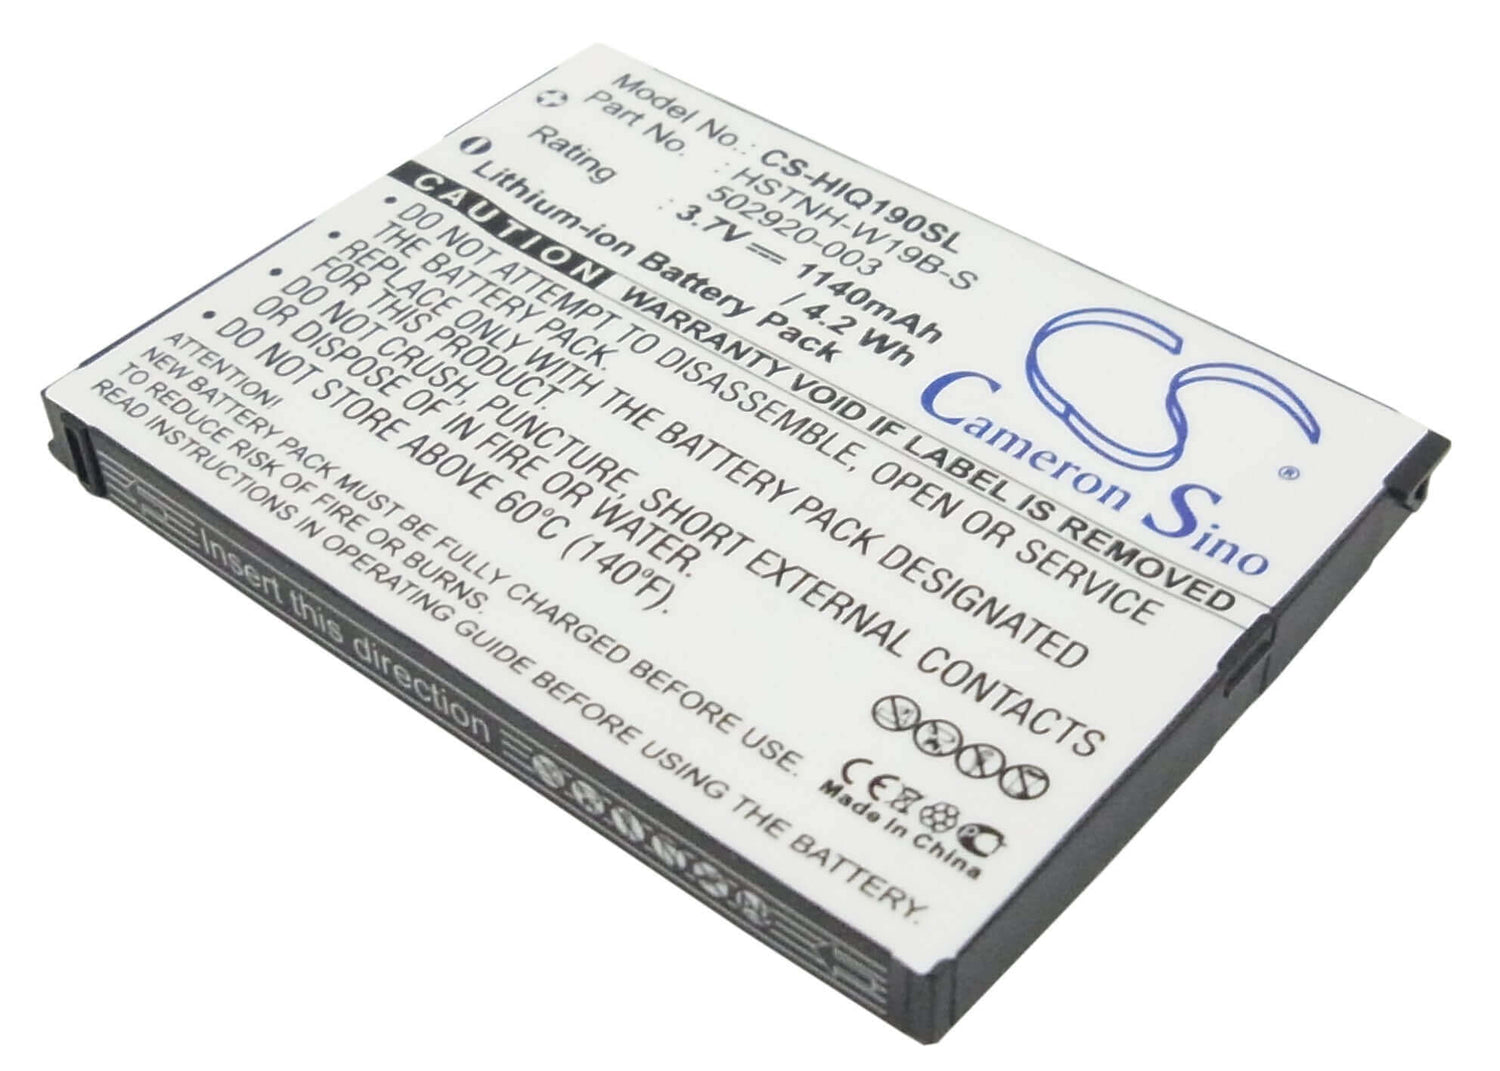 Model No.: CS-HIQ190SL
Part No. : HSTNH-W19B-S
502920-003
Rating : 3.7V 1140mAh
/ 4.2 Wh
Lithium-ion Battery Pack
CS
Cameron Sino ®
CAUTION! WARRANTY VOID IF LABEL IS REMOVED
• DO NOT ATTEMPT TO DISASSEMBLE, OPEN OR SERVICE
THE BATTERY PACK.
• REPLACE ONLY WITH THE BATTERY PACK DESIGNATED
FOR THIS PRODUCT.
• DO NOT CRUSH, PUNCTURE, SHORT EXTERNAL CONTACTS
OR DISPOSE OF IN FIRE OR WATER.
• DO NOT STORE ABOVE 60°C (140°F).
ATTENTION!
NEW BATTERY PACK MUST BE FULLY CHARGED BEFORE USE.
TO REDUCE RISK OF FIRE OR BURNS.
READ INSTRUCTIONS IN OPERATING GUIDE BEFORE USING THE BATTERY.
CE
Made In China
Insert this direction